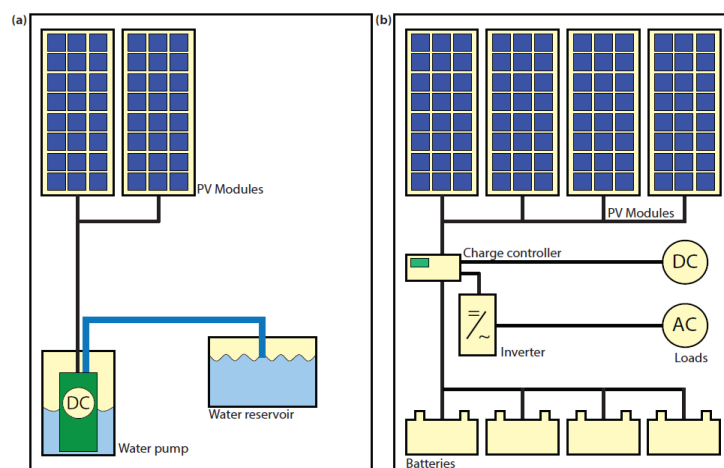 (a)
PV Modules
DC
Water reservoir
Water pump
(b)
PV Modules
Charge controller
DC
=
~
AC
Inverter
Loads
Batteries